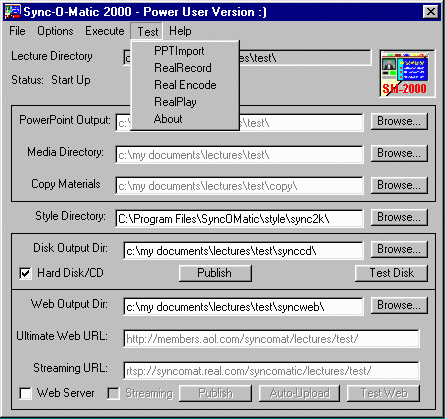 Sync-O-Matic 2000 - Power User Version :)
File Options Execute Test Help
PPTImport
RealRecord
Real Encode
RealPlay
About
Lecture Directory ctures\test\
Status: Start Up
SM-2000
PowerPoint Output: c:\ test\ Browse...
Media Directory: c:\my documents\lectures\test\ Browse...
Copy Materials c:\my documents\lectures\test\copy\ Browse...
Style Directory: C:\Program Files\SyncOMatic\style\sync2k\ Browse...
Disk Output Dir: c:\my documents\lectures\test\synccd\ Browse...
Hard Disk/CD Publish Test Disk
Web Output Dir: c:\my documents\lectures\test\syncweb\ Browse...
Ultimate Web URL: http://members.aol.com/syncomat/lectures/test/
Streaming URL: rtsp://syncomat.real.com/syncomatic/lectures/test/
Web Server Streaming Publish Auto-Upload Test Web